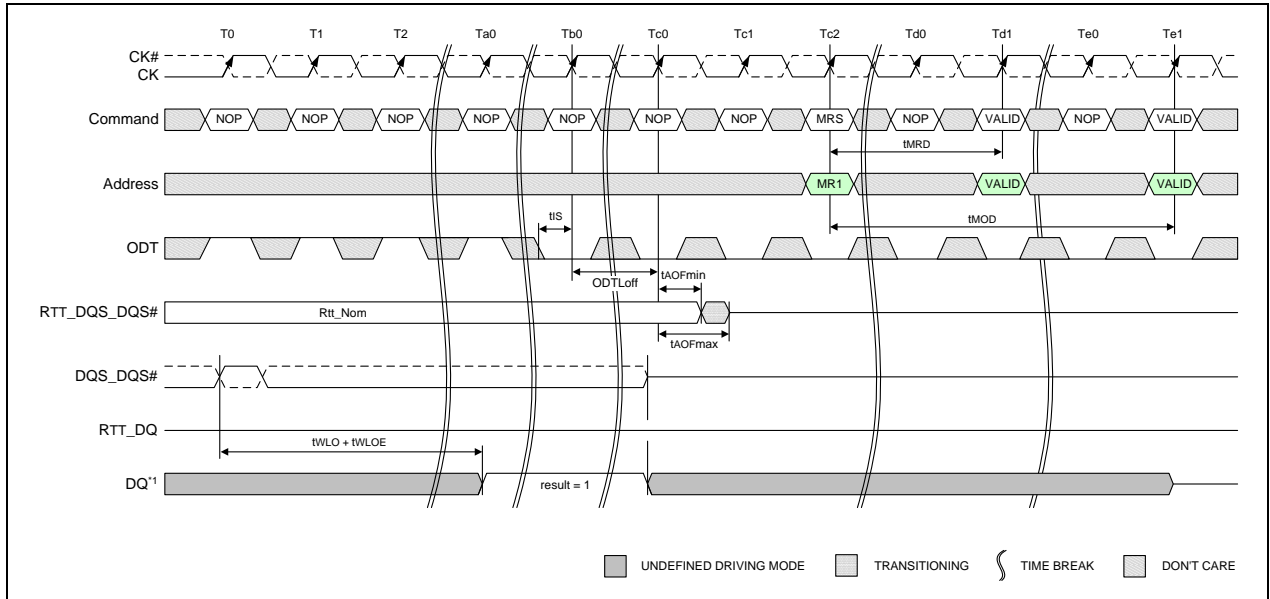 T0 T1 T2 Ta0 Tb0 Tc0 Tc1 Tc2 Td0 Td1 Te0 Te1
CK#
CK
Command NOP NOP NOP NOP NOP NOP NOP MRS NOP VALID NOP VALID
tMRD
Address MR1 VALID VALID
tIS
tMOD
ODT
ODTLoff
tAOFmin
RTT_DQS_DQS# Rtt_Nom
tAOFmax
DQS_DQS#
RTT_DQ
tWLO + tWLOE
DQ*1 result = 1
UNDEFINED DRIVING MODE TRANSITIONING TIME BREAK DON'T CARE